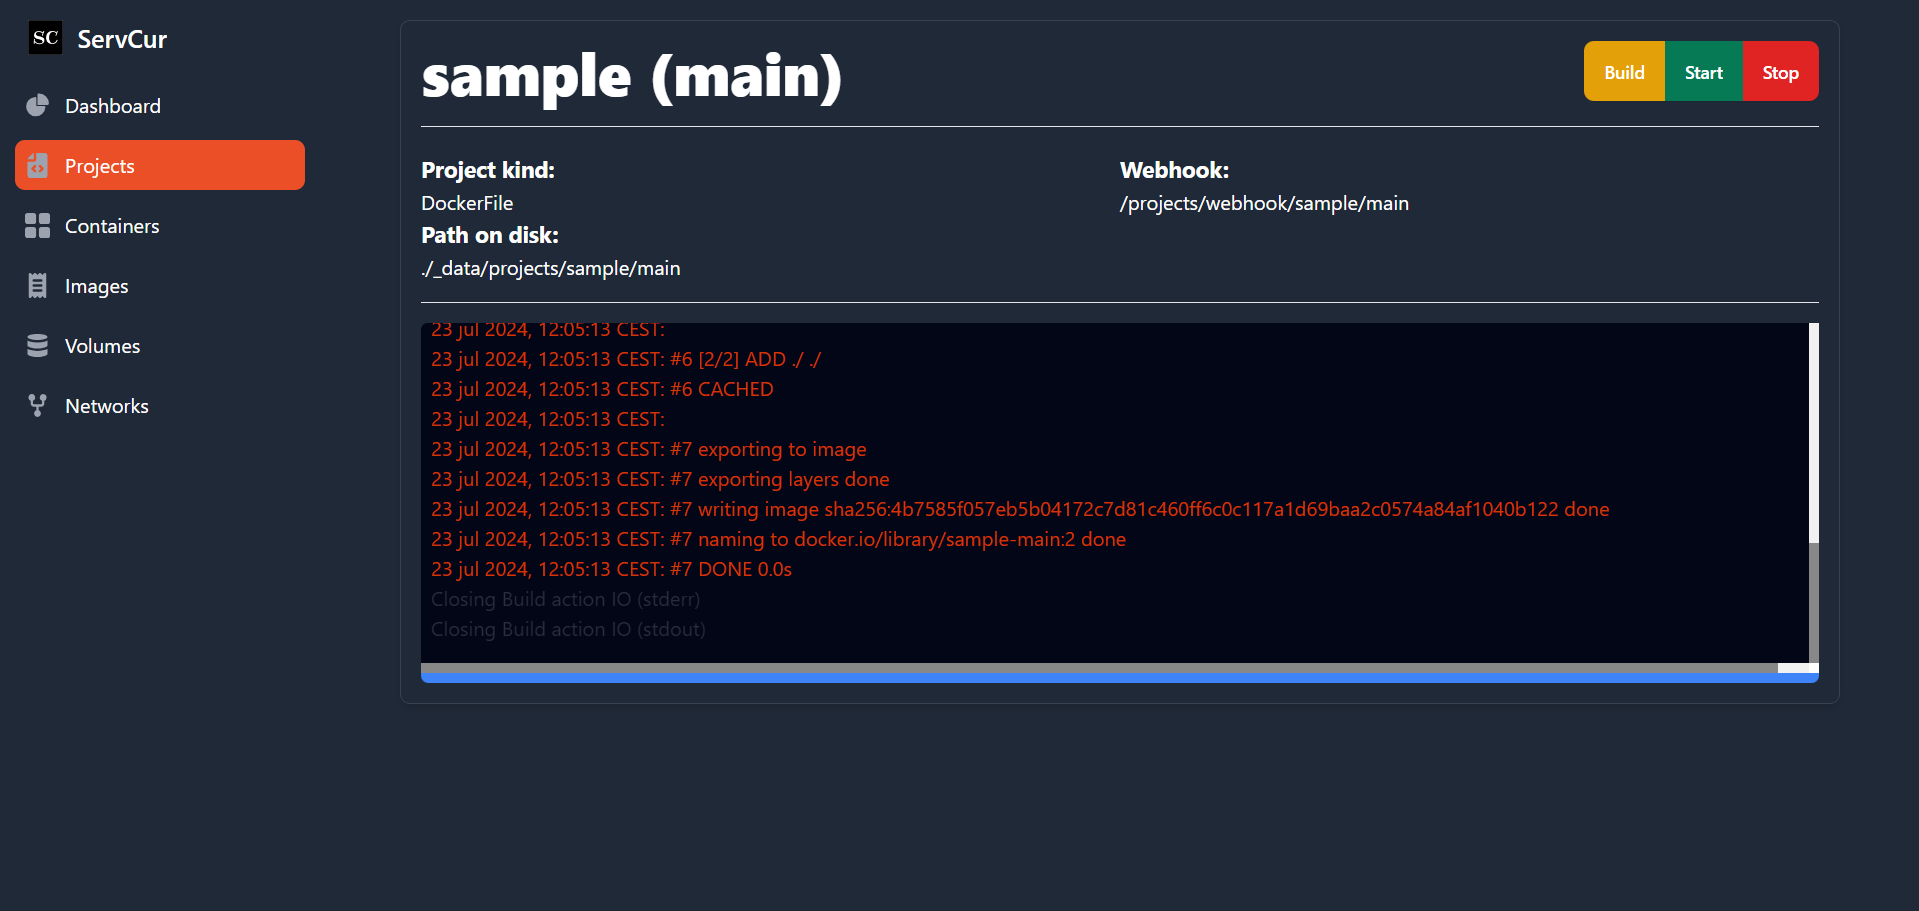 SC ServCur
Dashboard
Projects
Containers
Images
Volumes
Networks
sample (main)
Build Start Stop
Project kind:
DockerFile
Path on disk:
./_data/projects/sample/main
Webhook:
/projects/webhook/sample/main
23 jul 2024, 12:05:13 CEST:
23 jul 2024, 12:05:13 CEST: #6 [2/2] ADD ./ ./
23 jul 2024, 12:05:13 CEST: #6 CACHED
23 jul 2024, 12:05:13 CEST:
23 jul 2024, 12:05:13 CEST: #7 exporting to image
23 jul 2024, 12:05:13 CEST: #7 exporting layers done
23 jul 2024, 12:05:13 CEST: #7 writing image sha256:4b7585f057eb5b04172c7d81c460ff6c0c117a1d69baa2c0574a84af1040b122 done
23 jul 2024, 12:05:13 CEST: #7 naming to docker.io/library/sample-main:2 done
23 jul 2024, 12:05:13 CEST: #7 DONE 0.0s
Closing Build action IO (stderr)
Closing Build action IO (stdout)